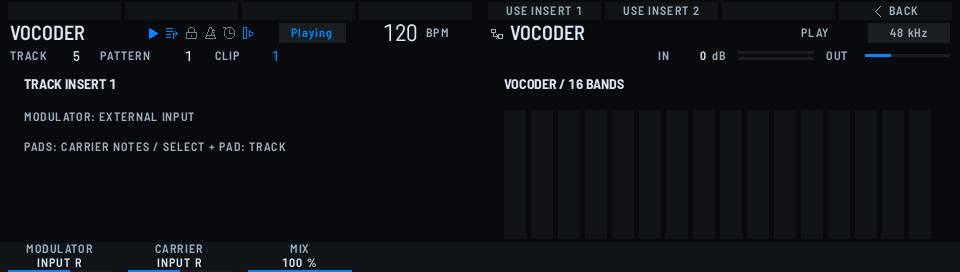 USE INSERT 1 USE INSERT 2 BACK
VOCODER Playing 120 BPM VOCODER PLAY 48 kHz
TRACK 5 PATTERN 1 CLIP 1 IN 0 dB OUT
TRACK INSERT 1 VOCODER / 16 BANDS
MODULATOR: EXTERNAL INPUT
PADS: CARRIER NOTES / SELECT + PAD: TRACK
MODULATOR CARRIER MIX
INPUT R INPUT R 100 %